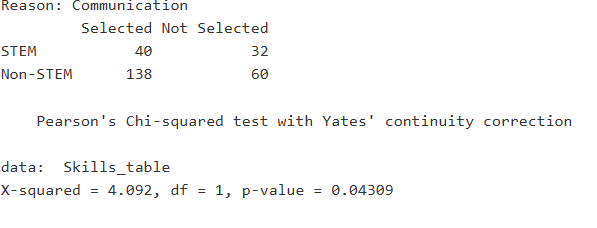 Reason: Communication
Selected Not Selected
STEM 40 32
Non-STEM 138 60
Pearson's Chi-squared test with Yates' continuity correction
data: Skills_table
X-squared = 4.092, df = 1, p-value = 0.04309